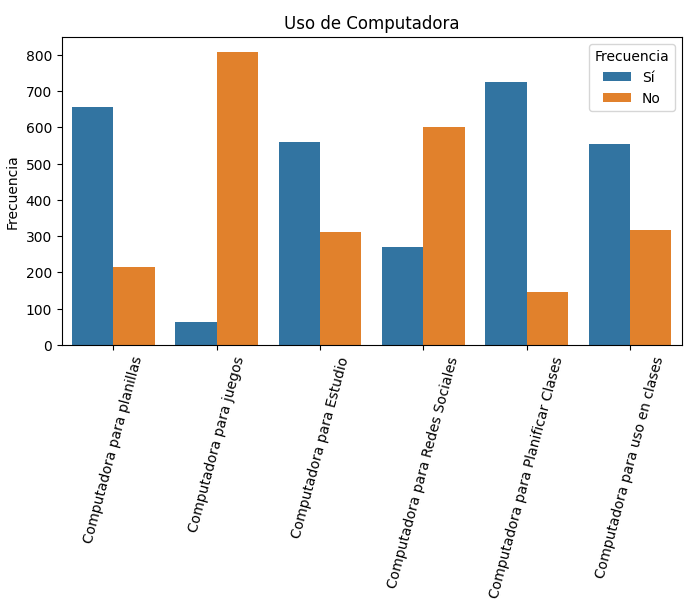 Uso de Computadora
Frecuencia
Sí
No
Frecuencia
800
700
600
500
400
300
200
100
0
Computadora para planillas
Computadora para juegos
Computadora para Estudio
Computadora para Redes Sociales
Computadora para Planificar Clases
Computadora para uso en clases